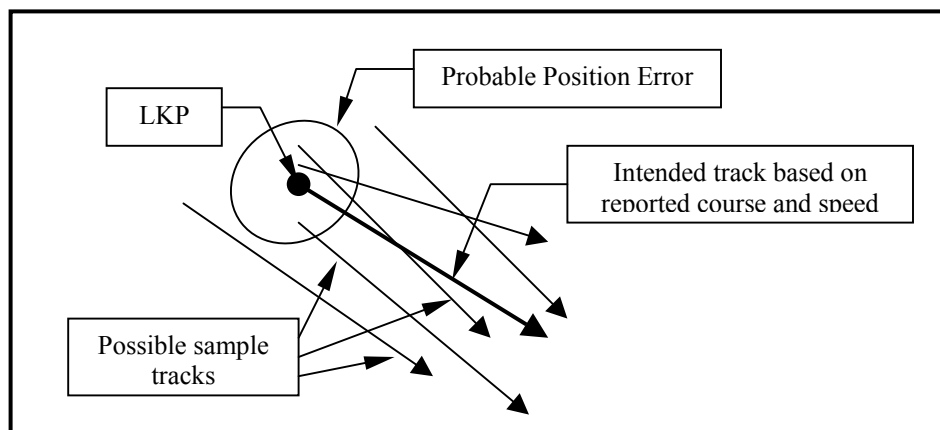 Probable Position Error
LKP
Intended track based on
reported course and speed
Possible sample
tracks